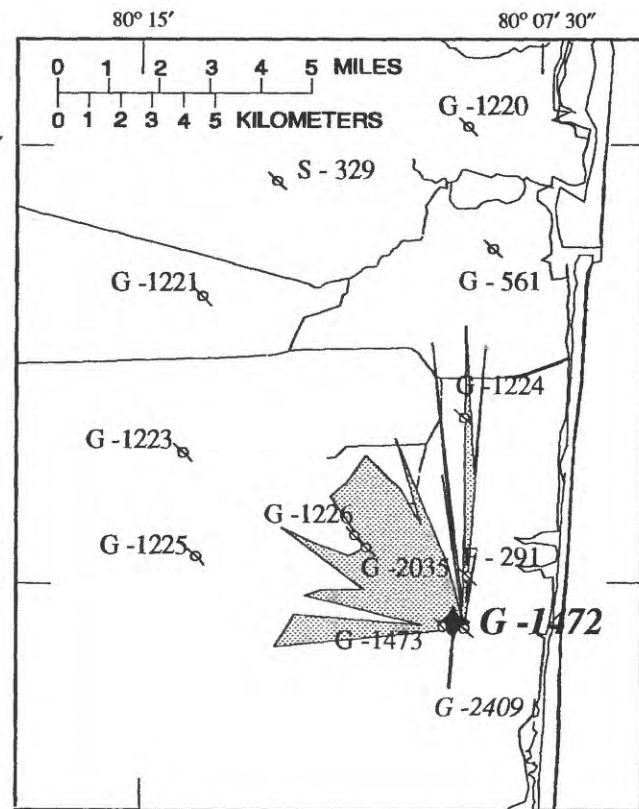 80° 15′ 80° 07′ 30″
0 1 2 3 4 5 MILES
0 1 2 3 4 5 KILOMETERS
G -1220
S - 329
G -1221
G - 561
G -1224
G -1223
G -1226
G -1225
G -2035
F - 291
G -1473
G -1472
G -2409